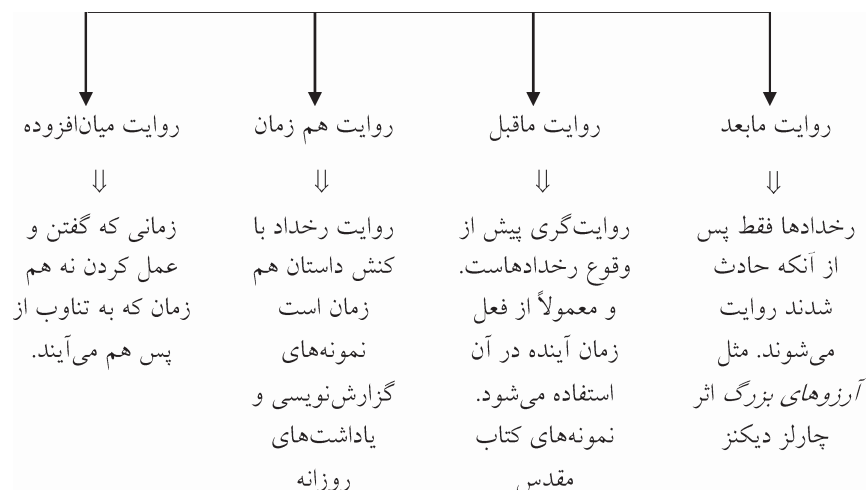 روایت مابعد
⇓
رخدادها فقط پس
از آنکه حادث
شدند روایت
می‌شوند. مثل
آرزوهای بزرگ اثر
چارلز دیکنز
روایت ماقبل
⇓
روایت‌گری پیش از
وقوع رخدادهاست.
و معمولاً از فعل
زمان آینده در آن
استفاده می‌شود.
نمونه‌های کتاب
مقدس
روایت هم زمان
⇓
روایت رخداد با
کنش داستان هم
زمان است
نمونه‌های
گزارش‌نویسی و
یاداشت‌های
روزانه
روایت میان‌افزوده
⇓
زمانی که گفتن و
عمل کردن نه هم
زمان که به تناوب از
پس هم می‌آیند.